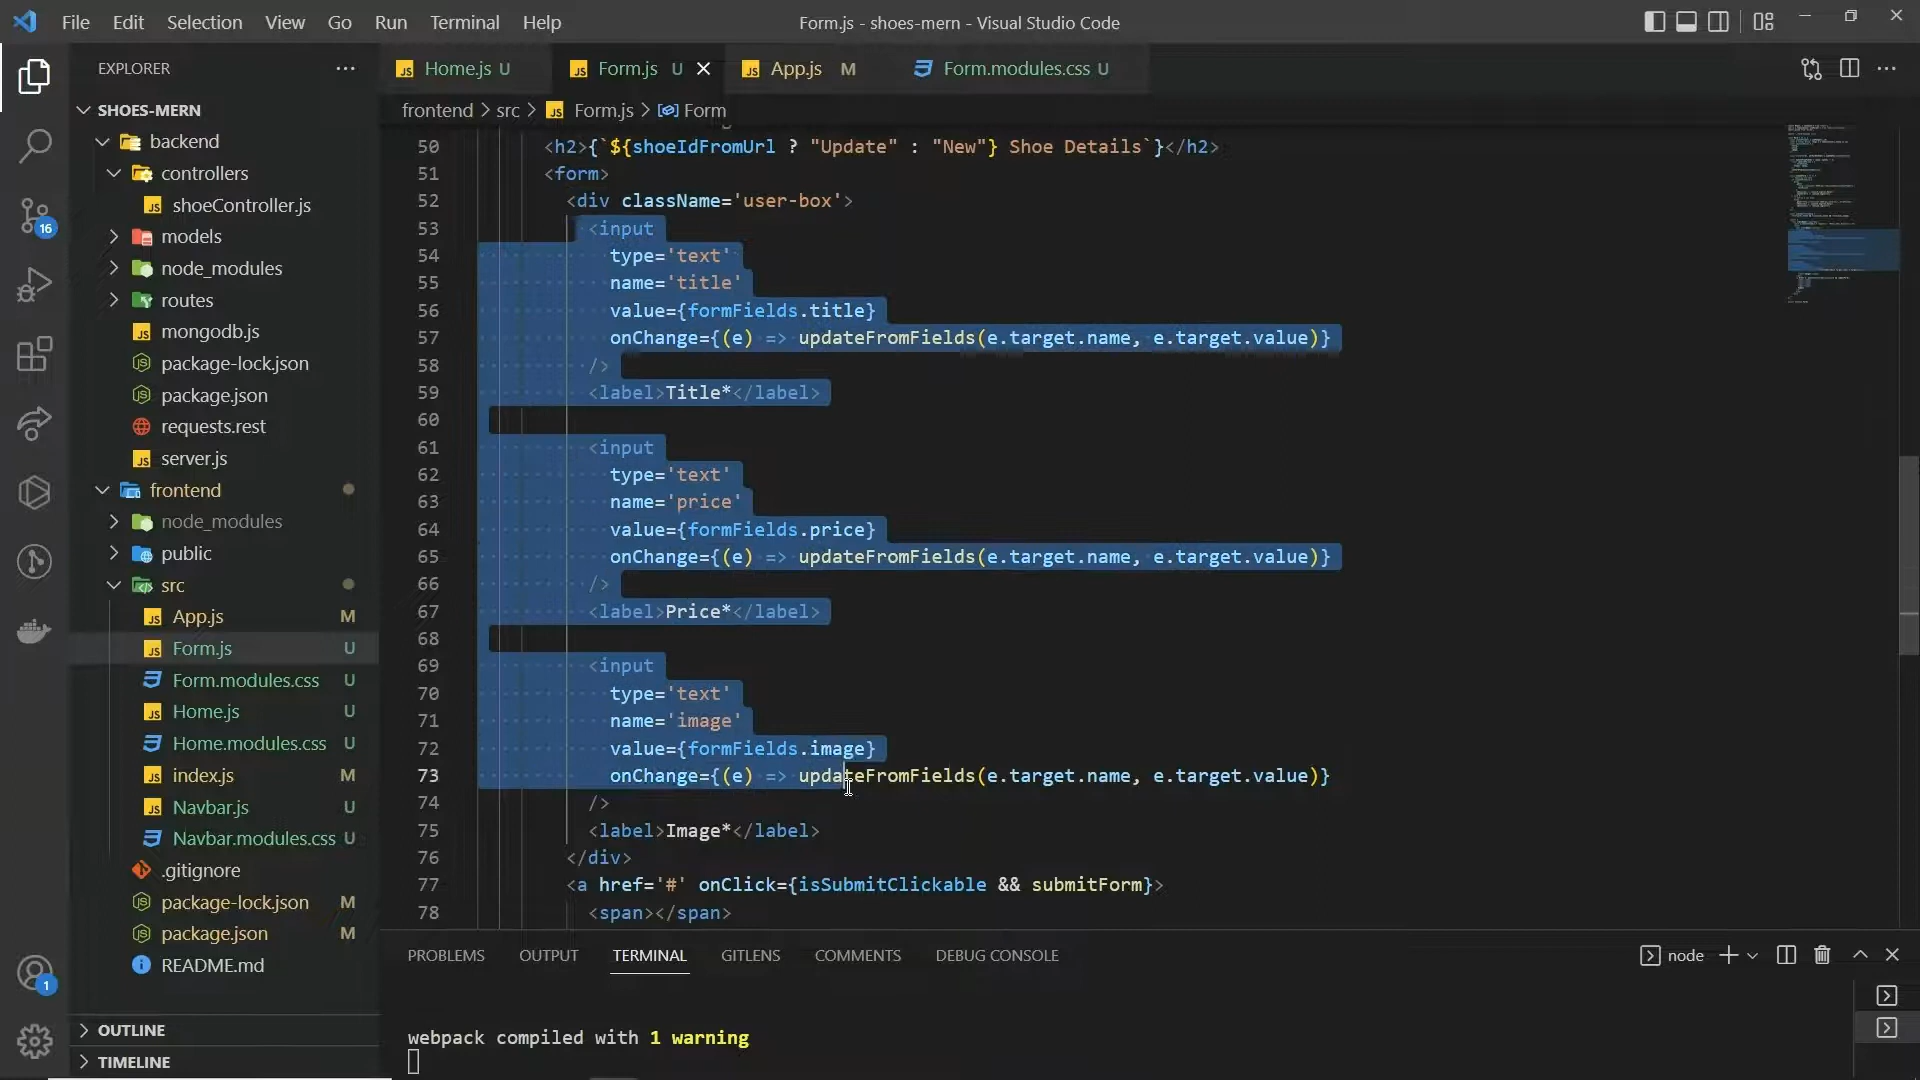 File Edit Selection View Go Run Terminal Help
Form.js - shoes-mern - Visual Studio Code
EXPLORER
SHOES-MERN
backend
controllers
shoeController.js
models
node_modules
routes
mongodb.js
package-lock.json
package.json
requests.rest
server.js
frontend
node_modules
public
src
App.js M
Form.js U
Form.modules.css U
Home.js U
Home.modules.css U
index.js M
Navbar.js U
Navbar.modules.css U
.gitignore
package-lock.json M
package.json M
README.md
OUTLINE
TIMELINE
16
1
Home.js U
Form.js U
App.js M
Form.modules.css U
frontend > src > Form.js > Form
50 <h2>{`${shoeIdFromUrl ? "Update" : "New"} Shoe Details`}</h2>
51 <form>
52 <div className='user-box'>
53 <input
54 type='text'
55 name='title'
56 value={formFields.title}
57 onChange={(e) => updateFromFields(e.target.name, e.target.value)}
58 />
59 <label>Title*</label>
60
61 <input
62 type='text'
63 name='price'
64 value={formFields.price}
65 onChange={(e) => updateFromFields(e.target.name, e.target.value)}
66 />
67 <label>Price*</label>
68
69 <input
70 type='text'
71 name='image'
72 value={formFields.image}
73 onChange={(e) => updateFromFields(e.target.name, e.target.value)}
74 />
75 <label>Image*</label>
76 </div>
77 <a href='#' onClick={isSubmitClickable && submitForm}>
78 <span></span>
PROBLEMS OUTPUT TERMINAL GITLENS COMMENTS DEBUG CONSOLE
node
webpack compiled with 1 warning